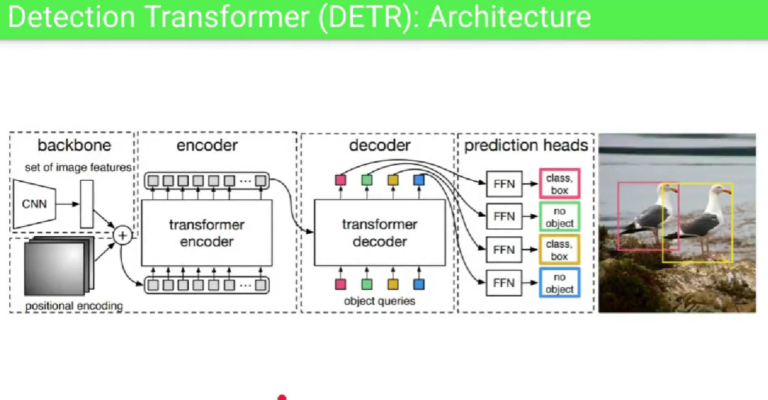 Detection Transformer (DETR): Architecture
backbone
set of image features
CNN
+
positional encoding
encoder
...
transformer
encoder
...
decoder
transformer
decoder
object queries
prediction heads
FFN
class,
box
FFN
no
object
FFN
class,
box
FFN
no
object